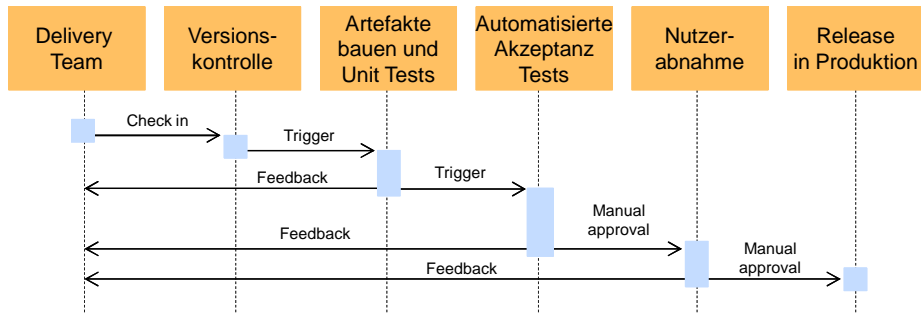 Delivery
Team
Versions-
kontrolle
Artefakte
bauen und
Unit Tests
Automatisierte
Akzeptanz
Tests
Nutzer-
abnahme
Release
in Produktion
Check in
Trigger
Feedback
Trigger
Feedback
Manual
approval
Feedback
Manual
approval